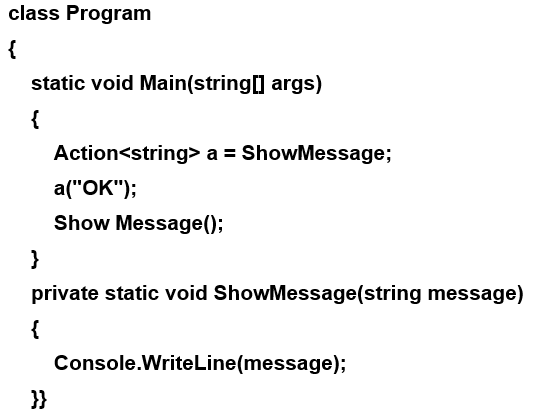 class Program
{
static void Main(string[] args)
{
Action<string> a = ShowMessage;
a("OK");
Show Message();
}
private static void ShowMessage(string message)
{
Console.WriteLine(message);
}}